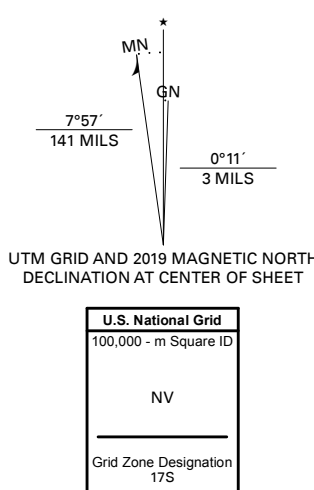 ★
MN
GN
7°57´
141 MILS
0°11´
3 MILS
UTM GRID AND 2019 MAGNETIC NORTH
DECLINATION AT CENTER OF SHEET
U.S. National Grid
100,000 - m Square ID
NV
Grid Zone Designation
17S